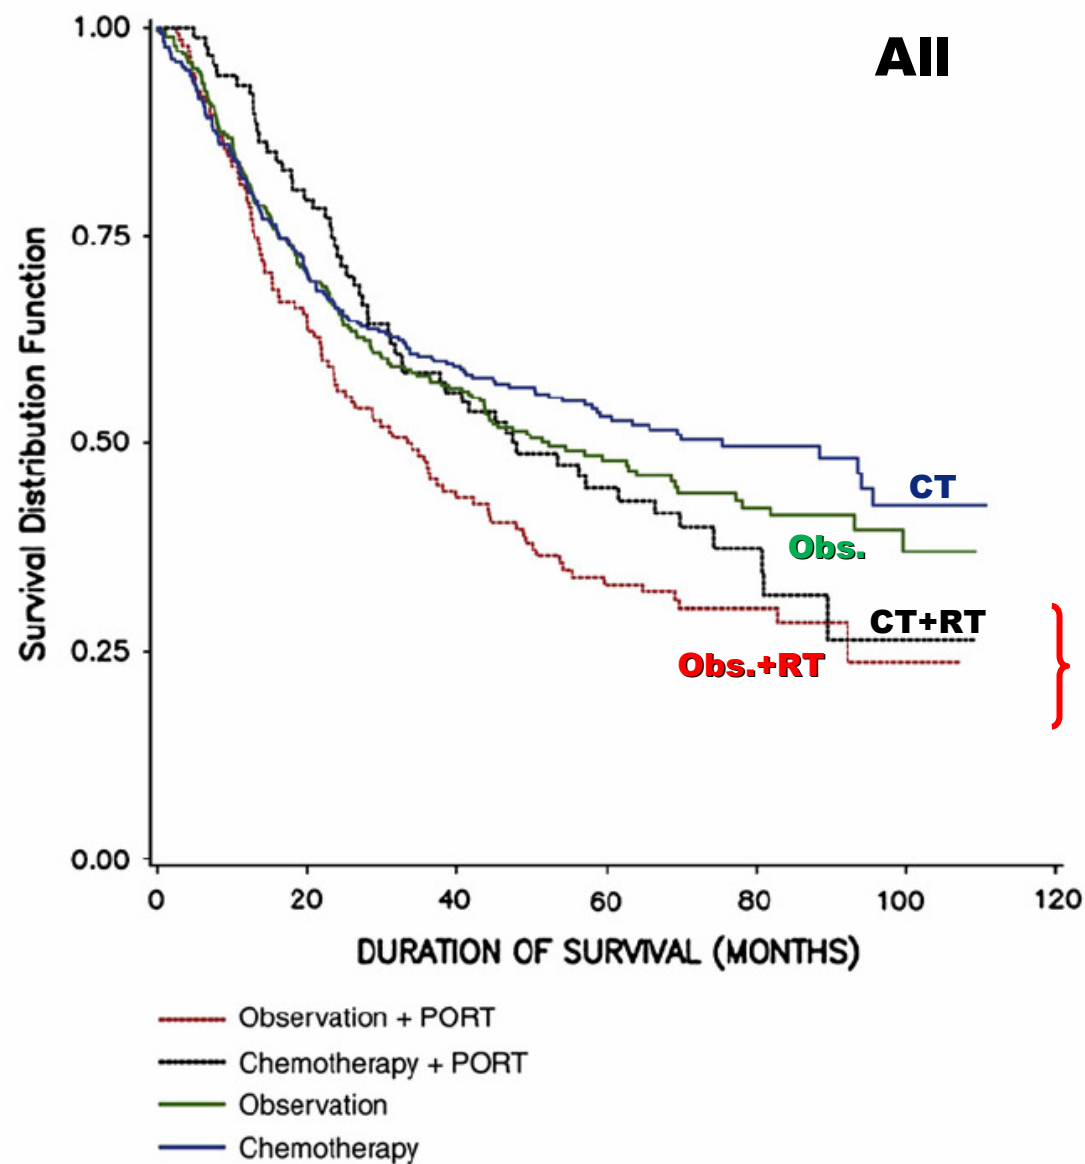 All
1.00
0.75
0.50
0.25
0.00
Survival Distribution Function
CT
Obs.
CT+RT
Obs.+RT
0 20 40 60 80 100 120
DURATION OF SURVIVAL (MONTHS)
Observation + PORT
Chemotherapy + PORT
Observation
Chemotherapy